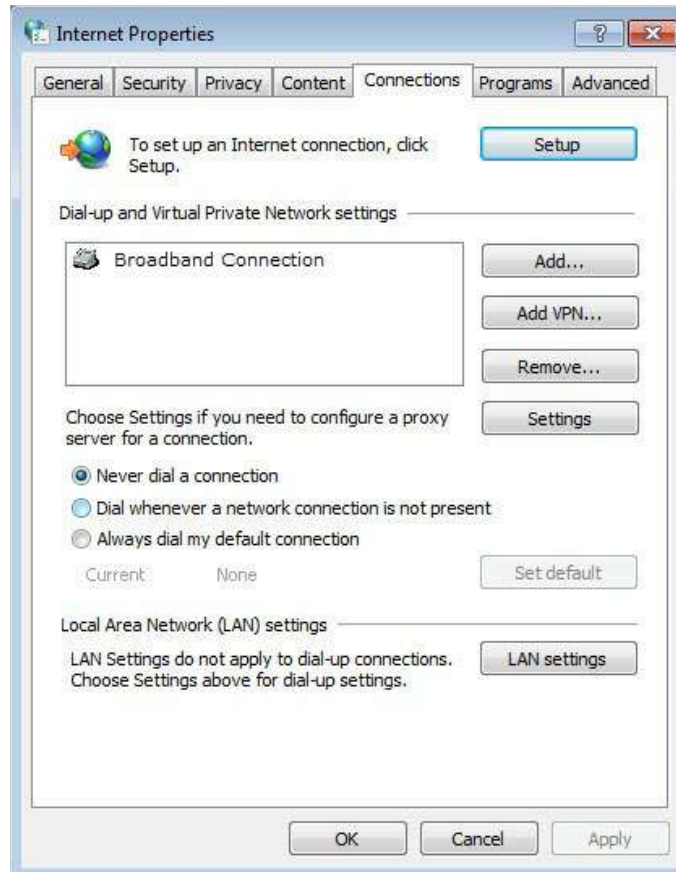 Internet Properties
?
General Security Privacy Content Connections Programs Advanced
To set up an Internet connection, click
Setup.
Setup
Dial-up and Virtual Private Network settings
Broadband Connection
Add...
Add VPN...
Remove...
Choose Settings if you need to configure a proxy
server for a connection.
Settings
Never dial a connection
Dial whenever a network connection is not present
Always dial my default connection
Current None
Set default
Local Area Network (LAN) settings
LAN Settings do not apply to dial-up connections.
Choose Settings above for dial-up settings.
LAN settings
OK Cancel Apply